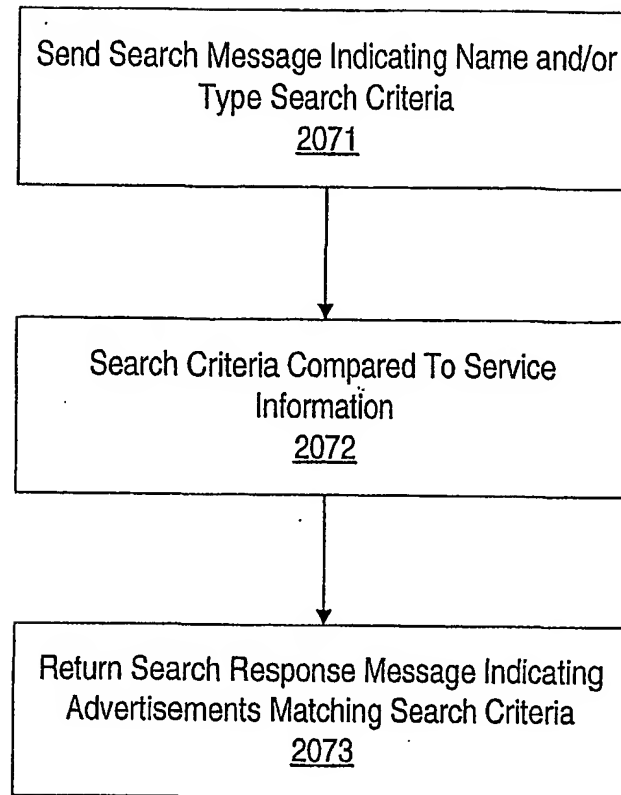 Send Search Message Indicating Name and/or
Type Search Criteria
2071
Search Criteria Compared To Service
Information
2072
Return Search Response Message Indicating
Advertisements Matching Search Criteria
2073